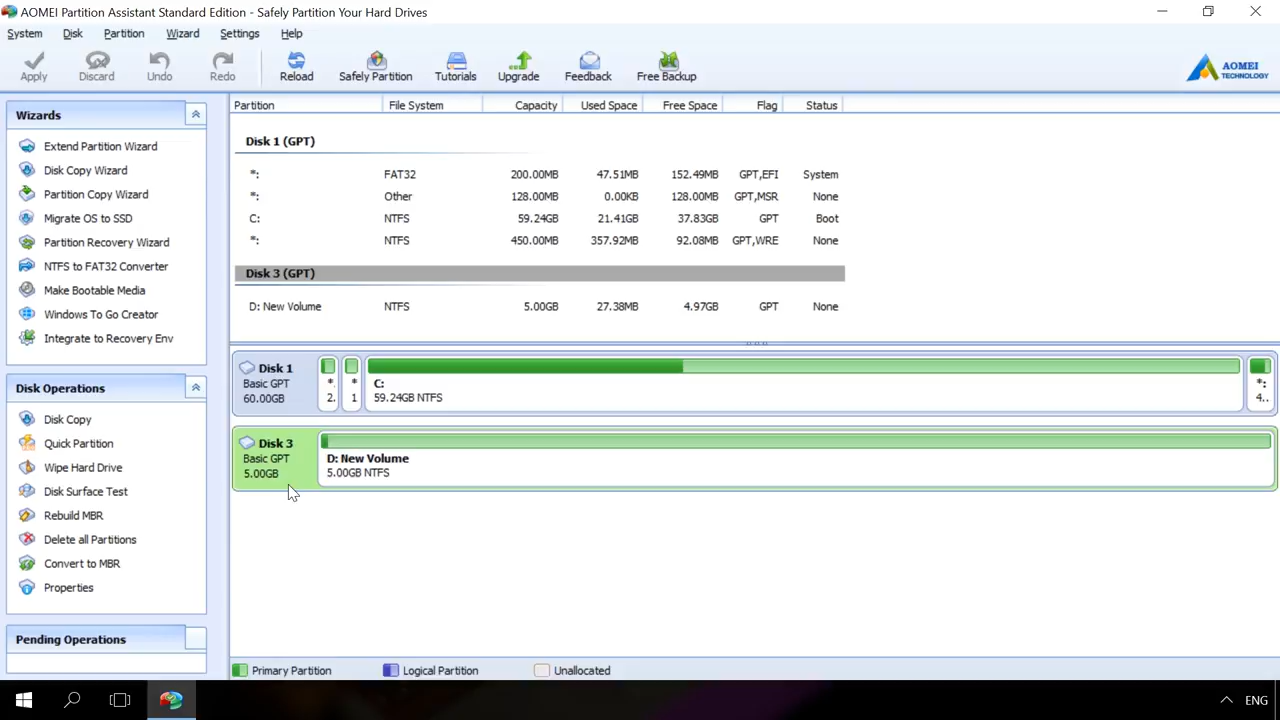 AOMEI Partition Assistant Standard Edition - Safely Partition Your Hard Drives
System Disk Partition Wizard Settings Help
Apply Discard Undo Redo Reload Safely Partition Tutorials Upgrade Feedback Free Backup
AOMEI
TECHNOLOGY
Wizards
Extend Partition Wizard
Disk Copy Wizard
Partition Copy Wizard
Migrate OS to SSD
Partition Recovery Wizard
NTFS to FAT32 Converter
Make Bootable Media
Windows To Go Creator
Integrate to Recovery Env
Disk Operations
Disk Copy
Quick Partition
Wipe Hard Drive
Disk Surface Test
Rebuild MBR
Delete all Partitions
Convert to MBR
Properties
Pending Operations
Partition File System Capacity Used Space Free Space Flag Status
Disk 1 (GPT)
*: FAT32 200.00MB 47.51MB 152.49MB GPT,EFI System
*: Other 128.00MB 0.00KB 128.00MB GPT,MSR None
C: NTFS 59.24GB 21.41GB 37.83GB GPT Boot
*: NTFS 450.00MB 357.92MB 92.08MB GPT,WRE None
Disk 3 (GPT)
D: New Volume NTFS 5.00GB 27.38MB 4.97GB GPT None
Disk 1
Basic GPT
60.00GB
*.
2.
*
1
C:
59.24GB NTFS
*:
4..
Disk 3
Basic GPT
5.00GB
D: New Volume
5.00GB NTFS
Primary Partition Logical Partition Unallocated
ENG